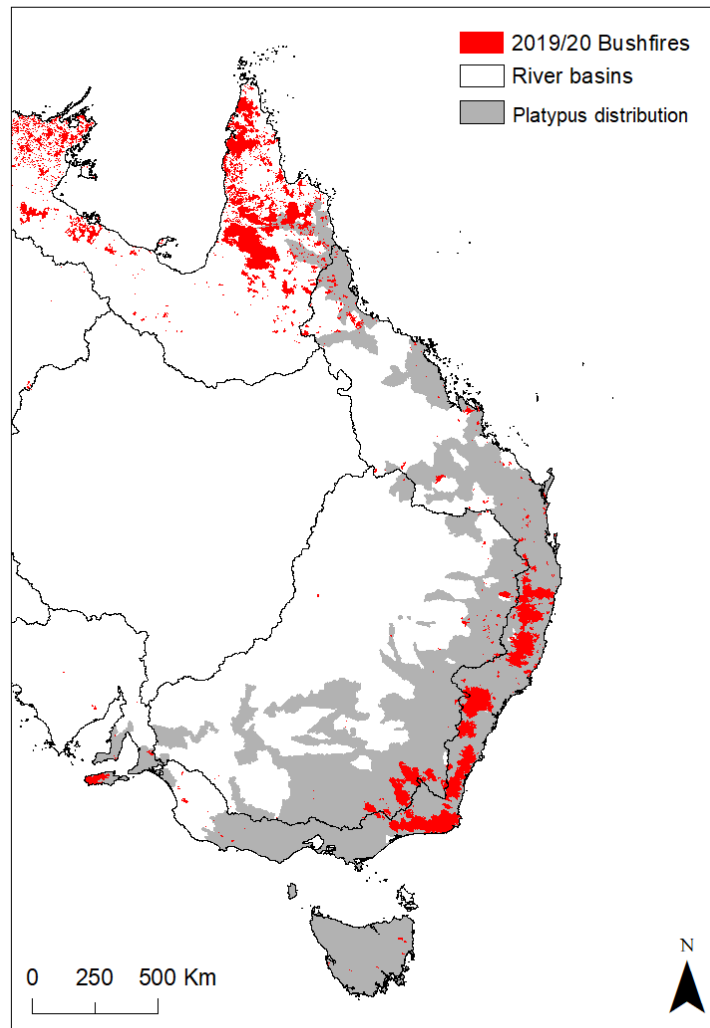 2019/20 Bushfires
River basins
Platypus distribution
N
0 250 500 Km